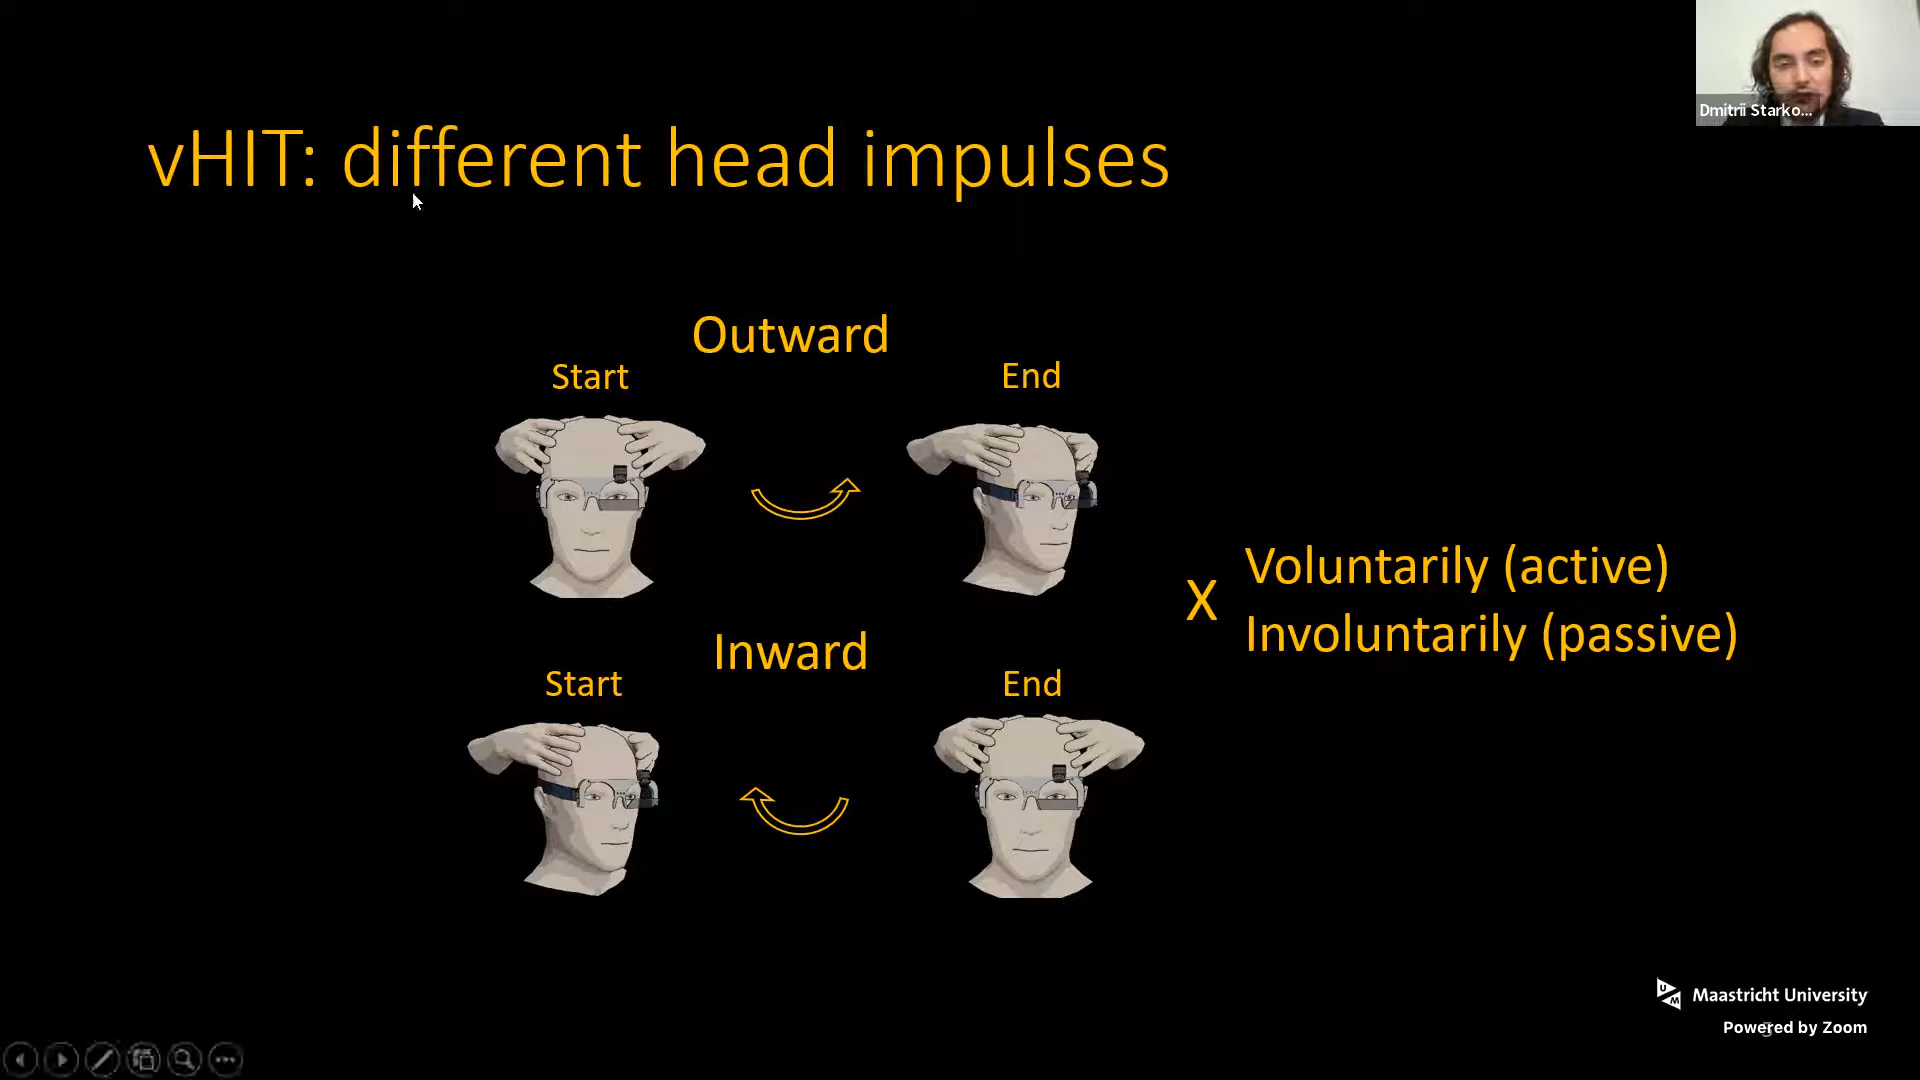 Dmitrii Starko...
vHIT: different head impulses
Outward
Start
End
X
Voluntarily (active)
Involuntarily (passive)
Inward
Start
End
Maastricht University
Powered by Zoom